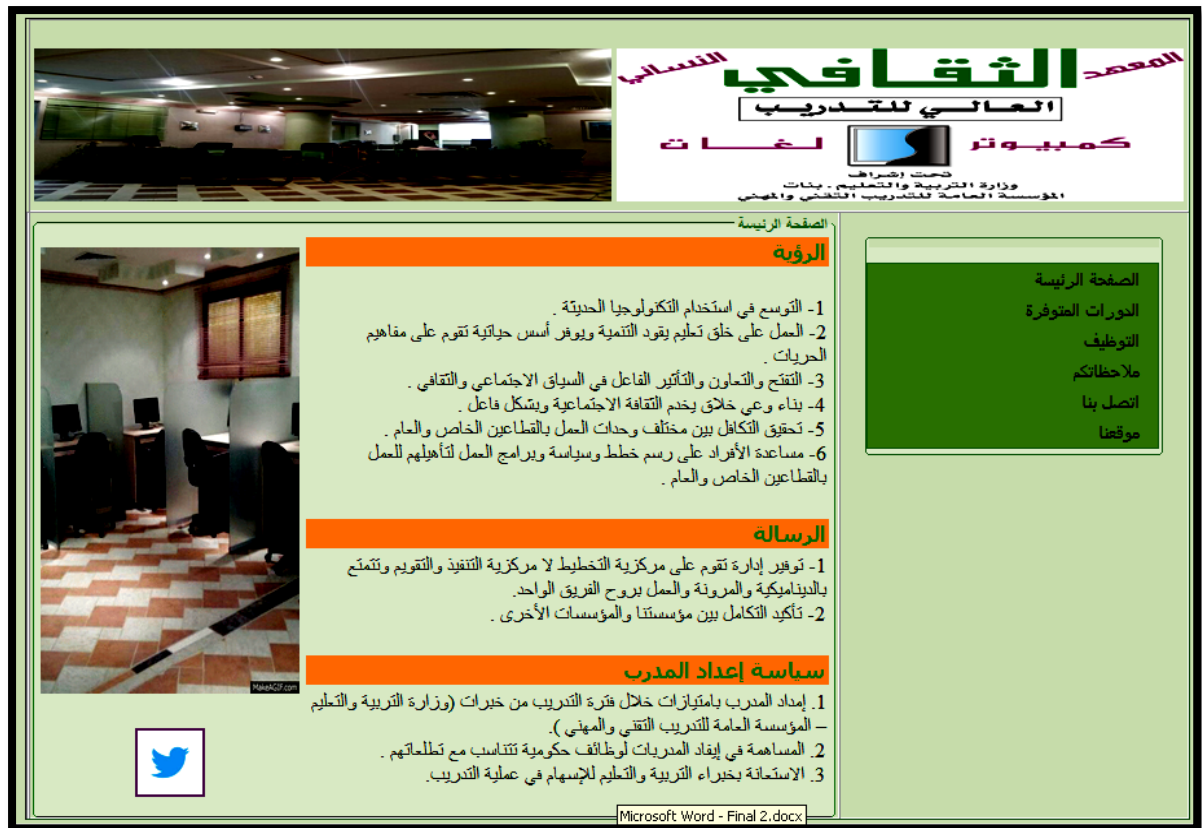 المعهد الثقافي النسائي
العالي للتدريب
كمبيوتر لغات
تحت إشراف
وزارة التربية والتعليم . بنات
المؤسسة العامة للتدريب التقني والمهني
الصفحة الرئيسة
الدورات المتوفرة
التوظيف
ملاحظاتكم
اتصل بنا
موقعنا
الصفحة الرئيسة
الرؤية
1- التوسع في استخدام التكنولوجيا الحديثة .
2- العمل على خلق تعليم يقود التنمية ويوفر أسس حياتية تقوم على مفاهيم
الحريات .
3- التفتح والتعاون والتأثير الفاعل في السياق الاجتماعي والثقافي .
4- بناء وعي خلاق يخدم الثقافة الاجتماعية وبشكل فاعل .
5- تحقيق التكافل بين مختلف وحدات العمل بالقطاعين الخاص والعام .
6- مساعدة الأفراد على رسم خطط وسياسة وبرامج العمل لتأهيلهم للعمل
بالقطاعين الخاص والعام .
الرسالة
1- توفير إدارة تقوم على مركزية التخطيط لا مركزية التنفيذ والتقويم وتتمتع
بالديناميكية والمرونة والعمل بروح الفريق الواحد.
2- تأكيد التكامل بين مؤسستنا والمؤسسات الأخرى .
سياسة إعداد المدرب
1. إمداد المدرب بامتيازات خلال فترة التدريب من خبرات (وزارة التربية والتعليم
– المؤسسة العامة للتدريب التقني والمهني ).
2. المساهمة في إيفاد المدربات لوظائف حكومية تتناسب مع تطلعاتهم .
3. الاستعانة بخبراء التربية والتعليم للإسهام في عملية التدريب.
MakeAGIF.com
Microsoft Word - Final 2.docx